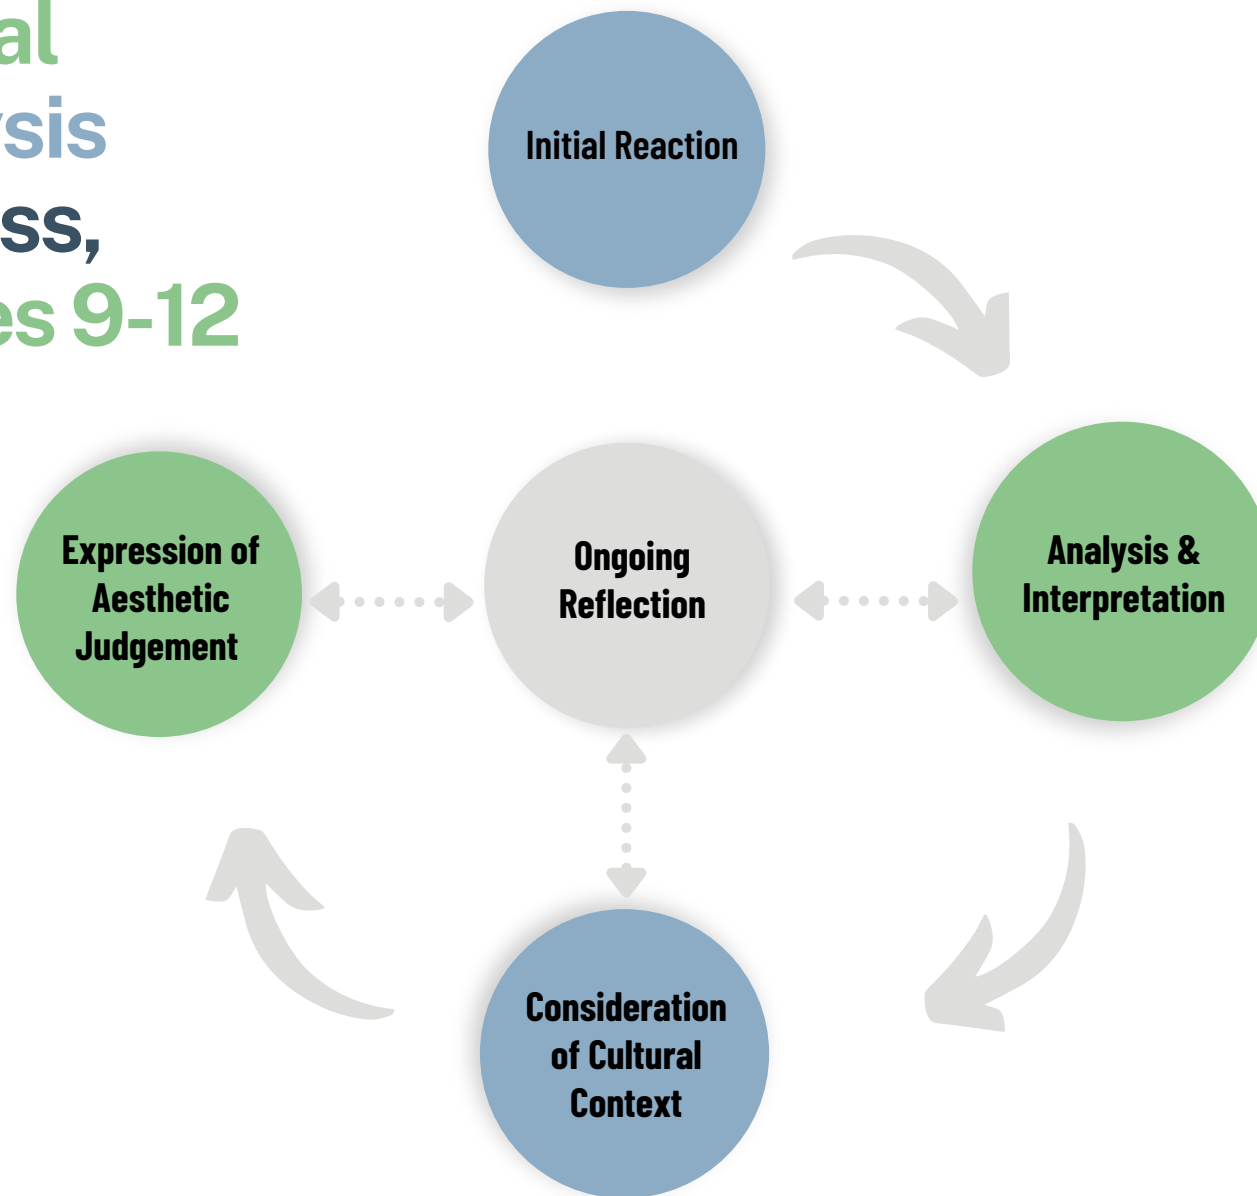 al
ysis
ss,
es 9-12
Initial Reaction
Expression of
Aesthetic
Judgement
Ongoing
Reflection
Analysis &
Interpretation
Consideration
of Cultural
Context